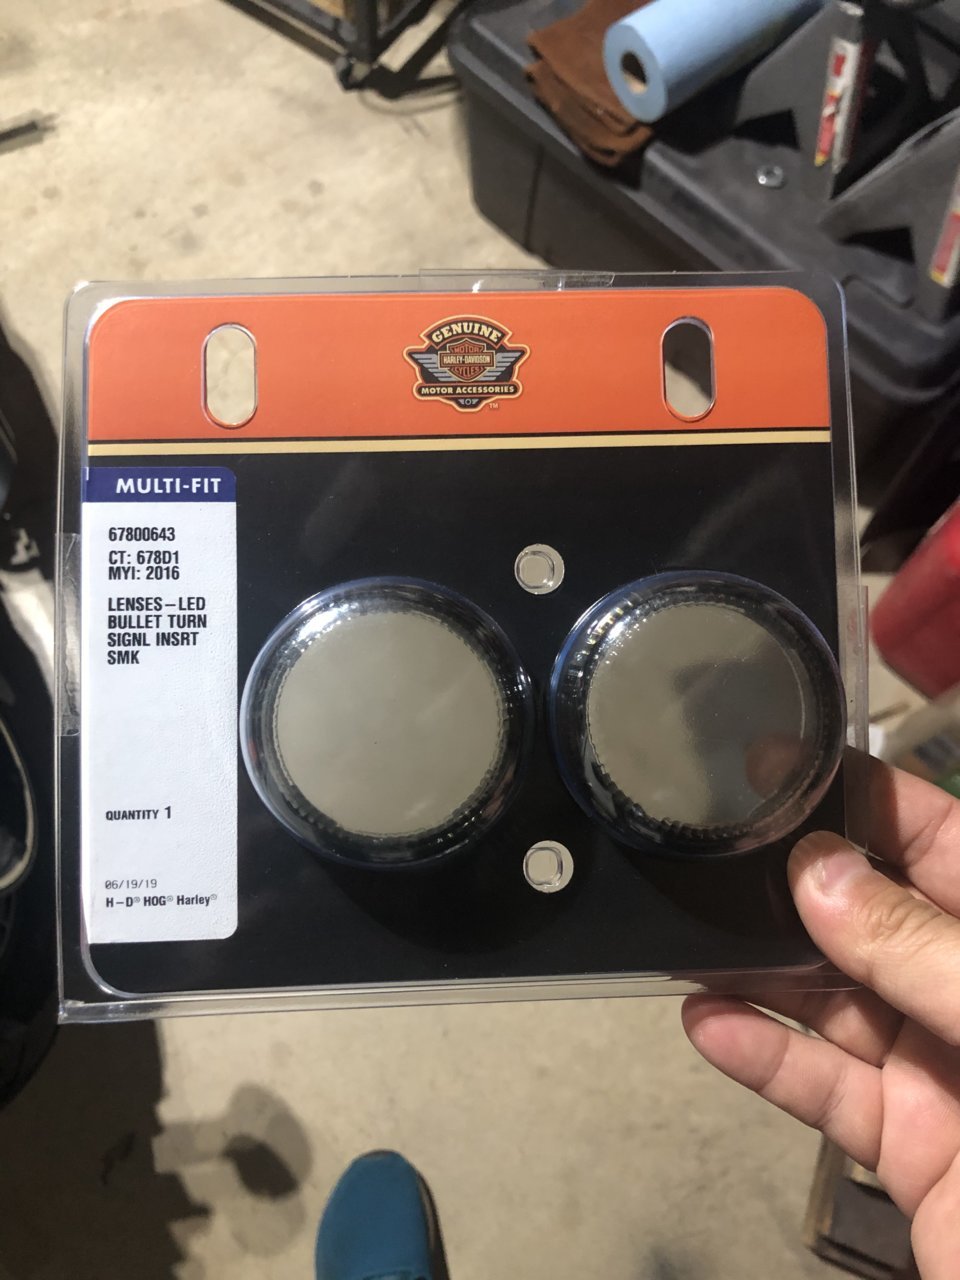 GENUINE
MOTOR
HARLEY-DAVIDSON
CYCLES
MOTOR ACCESSORIES
TM
MULTI-FIT
67800643
CT: 678D1
MYI: 2016
LENSES-LED
BULLET TURN
SIGNL INSRT
SMK
QUANTITY 1
06/19/19
H-D® HOG® Harley®